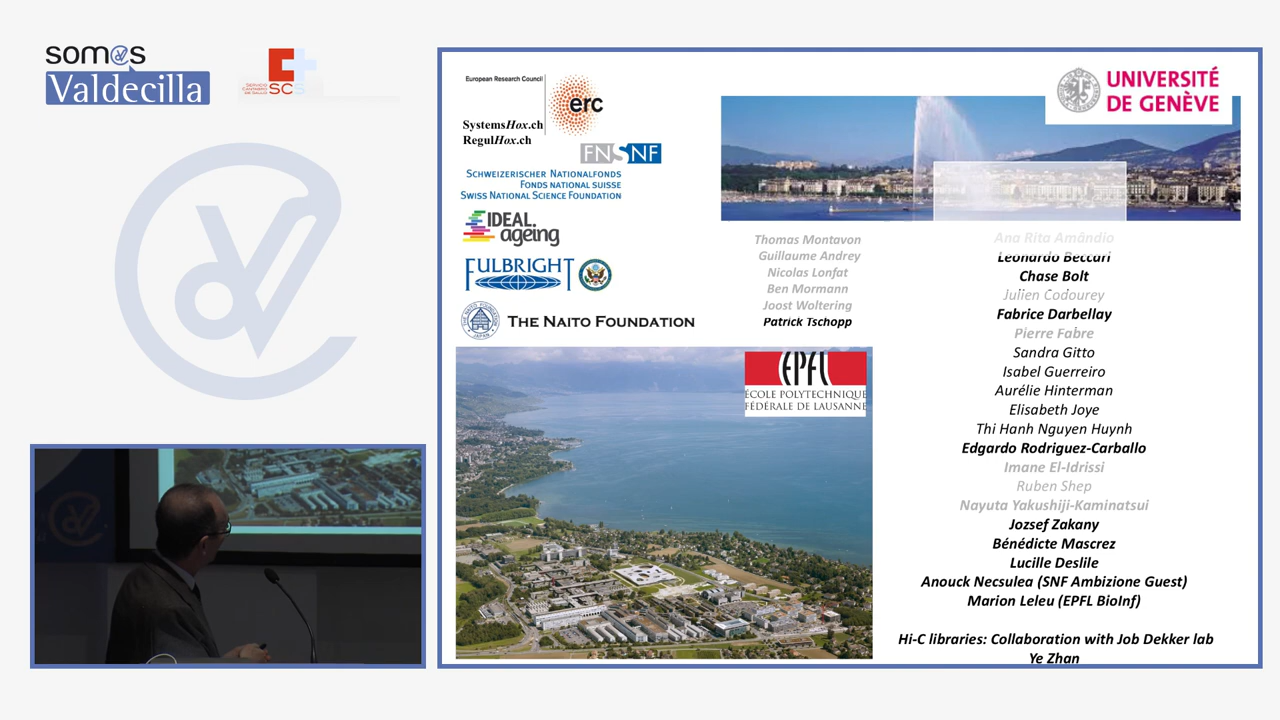 som@s
Valdecilla
SERVICIO
CÁNTABRO
DE SALUD
SCS
European Research Council
erc
SystemsHox.ch
RegulHox.ch
FNSNF
SCHWEIZERISCHER NATIONALFONDS
FONDS NATIONAL SUISSE
SWISS NATIONAL SCIENCE FOUNDATION
IDEAL
ageing
FULBRIGHT
THE NAITO FOUNDATION
UNIVERSITÉ
DE GENÈVE
Thomas Montavon
Guillaume Andrey
Nicolas Lonfat
Ben Mormann
Joost Woltering
Patrick Tschopp
EPFL
ÉCOLE POLYTECHNIQUE
FÉDÉRALE DE LAUSANNE
Ana Rita Amândio
Leonardo Beccari
Chase Bolt
Julien Codourey
Fabrice Darbellay
Pierre Fabre
Sandra Gitto
Isabel Guerreiro
Aurélie Hinterman
Elisabeth Joye
Thi Hanh Nguyen Huynh
Edgardo Rodriguez-Carballo
Imane El-Idrissi
Ruben Shep
Nayuta Yakushiji-Kaminatsui
Jozsef Zakany
Bénédicte Mascrez
Lucille Deslile
Anouck Necsulea (SNF Ambizione Guest)
Marion Leleu (EPFL BioInf)
Hi-C libraries: Collaboration with Job Dekker lab
Ye Zhan